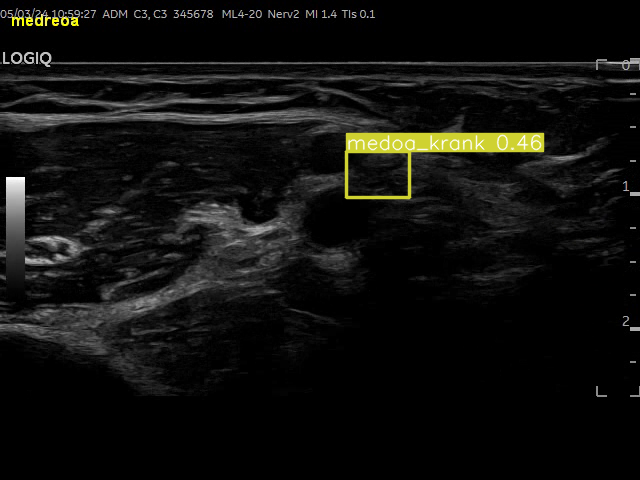 05/03/24 10:59:27 ADM C3, C3 345678 ML4-20 Nerv2 MI 1.4 TIs 0.1
medreoa
LOGIQ
0
medoa_krank 0.46
1
2